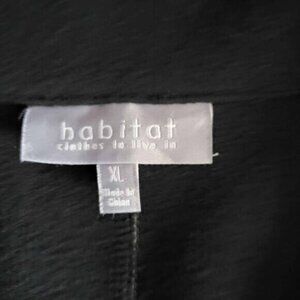 habitat
clothes to live in
XL
Made In
China